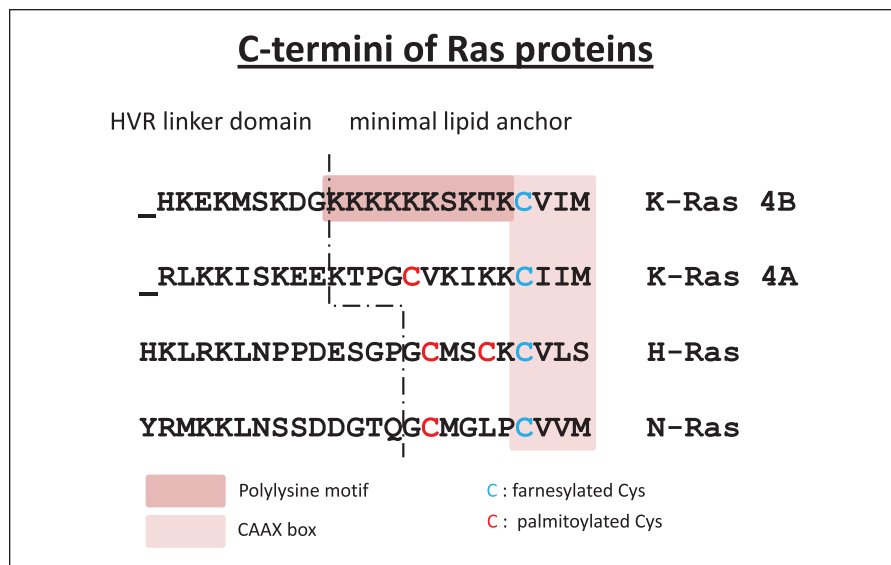 C-termini of Ras proteins
HVR linker domain minimal lipid anchor
_HKEKMSKDGKKKKKKSKTKCVIM K-Ras 4B
_RLKKISKEEKTPGCVKIKKCIIM K-Ras 4A
HKLRKLNPPDESGPGCMSCKCVLS H-Ras
YRMKKLNSSDDGTQGCMGLPCVVM N-Ras
Polylysine motif C : farnesylated Cys
CAAX box C : palmitoylated Cys